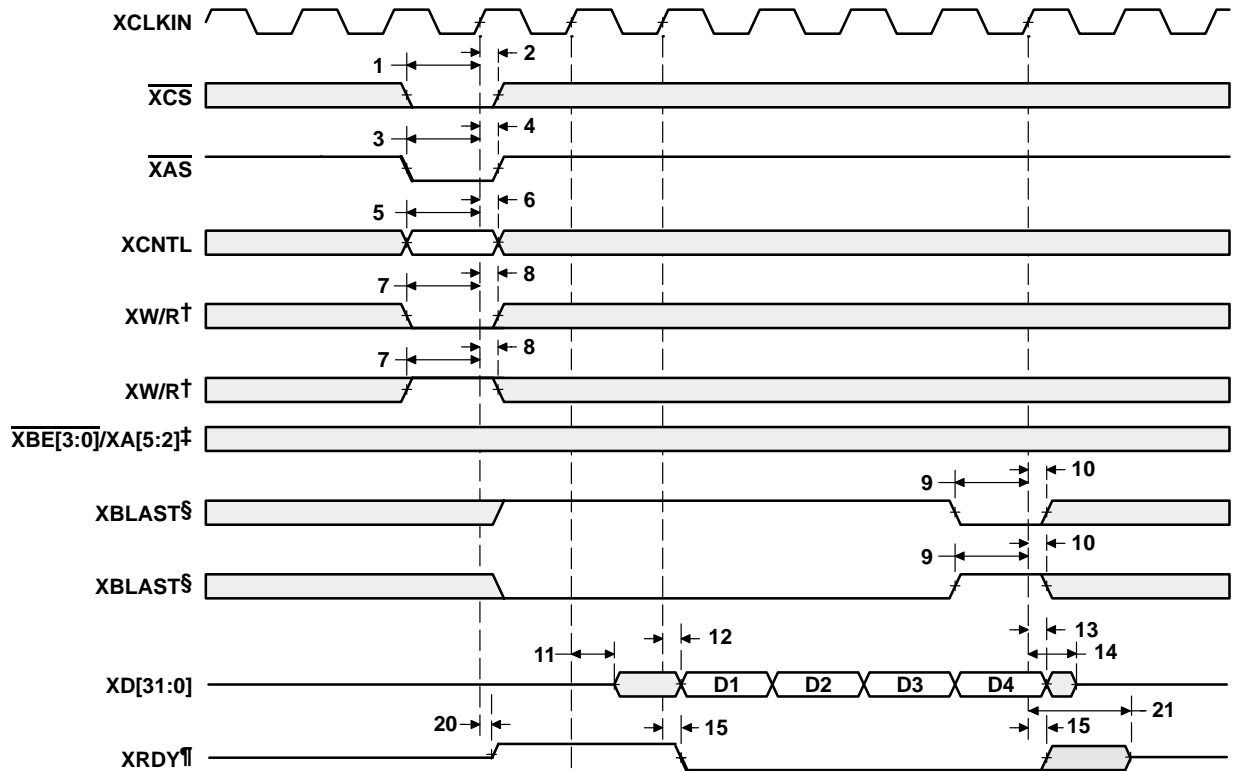 XCLKIN
1 2
XCS
3 4
XAS
5 6
XCNTL
7 8
XW/R†
7 8
XW/R†
XBE[3:0]/XA[5:2]‡
9 10
XBLAST§
9 10
XBLAST§
13
12
11 14
XD[31:0] D1 D2 D3 D4
21
20 15 15
XRDY¶